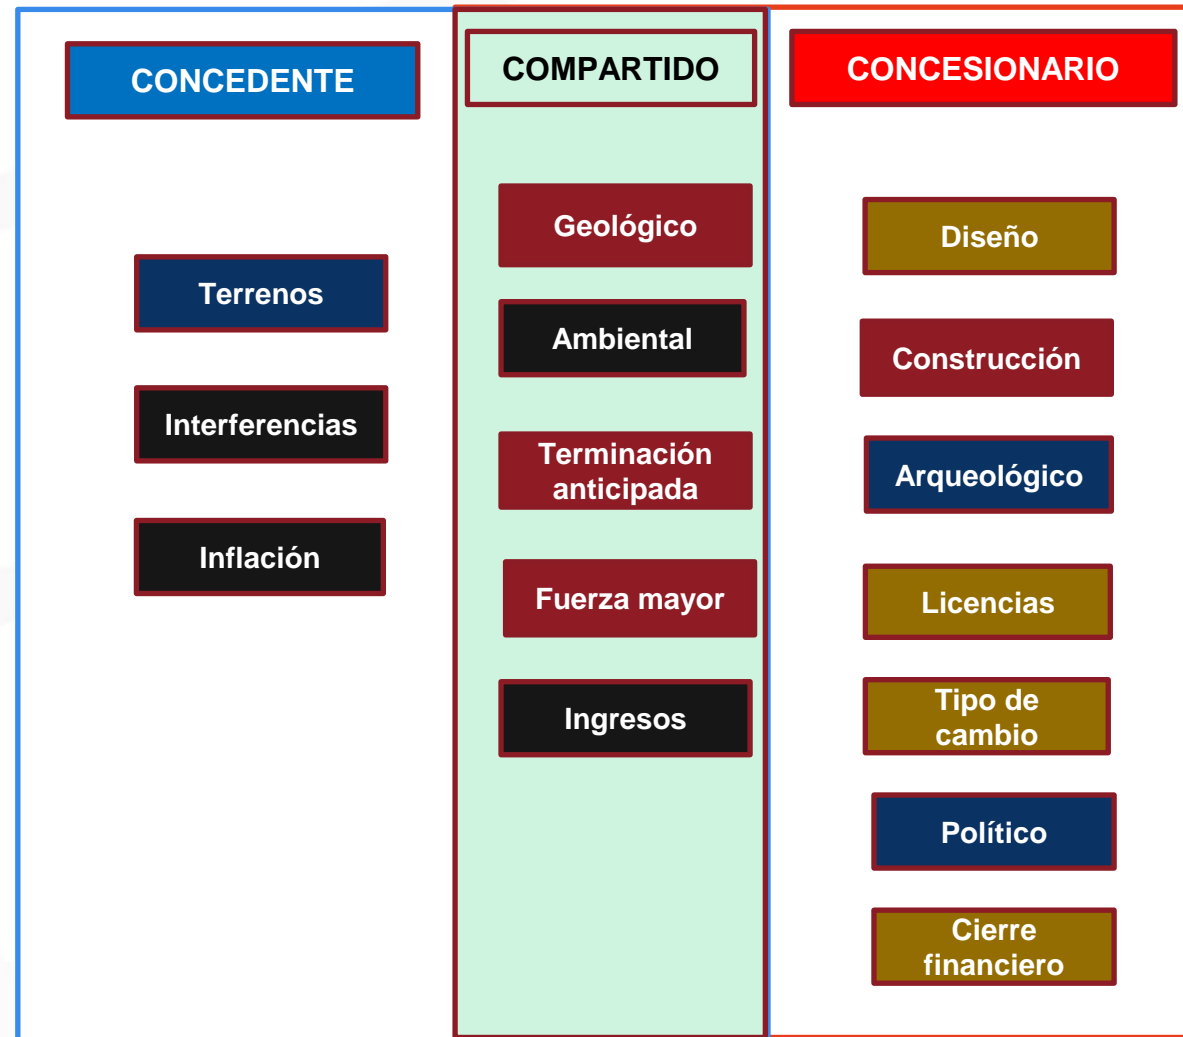 CONCEDENTE
Terrenos
Interferencias
Inflación
COMPARTIDO
Geológico
Ambiental
Terminación
anticipada
Fuerza mayor
Ingresos
CONCESIONARIO
Diseño
Construcción
Arqueológico
Licencias
Tipo de
cambio
Político
Cierre
financiero